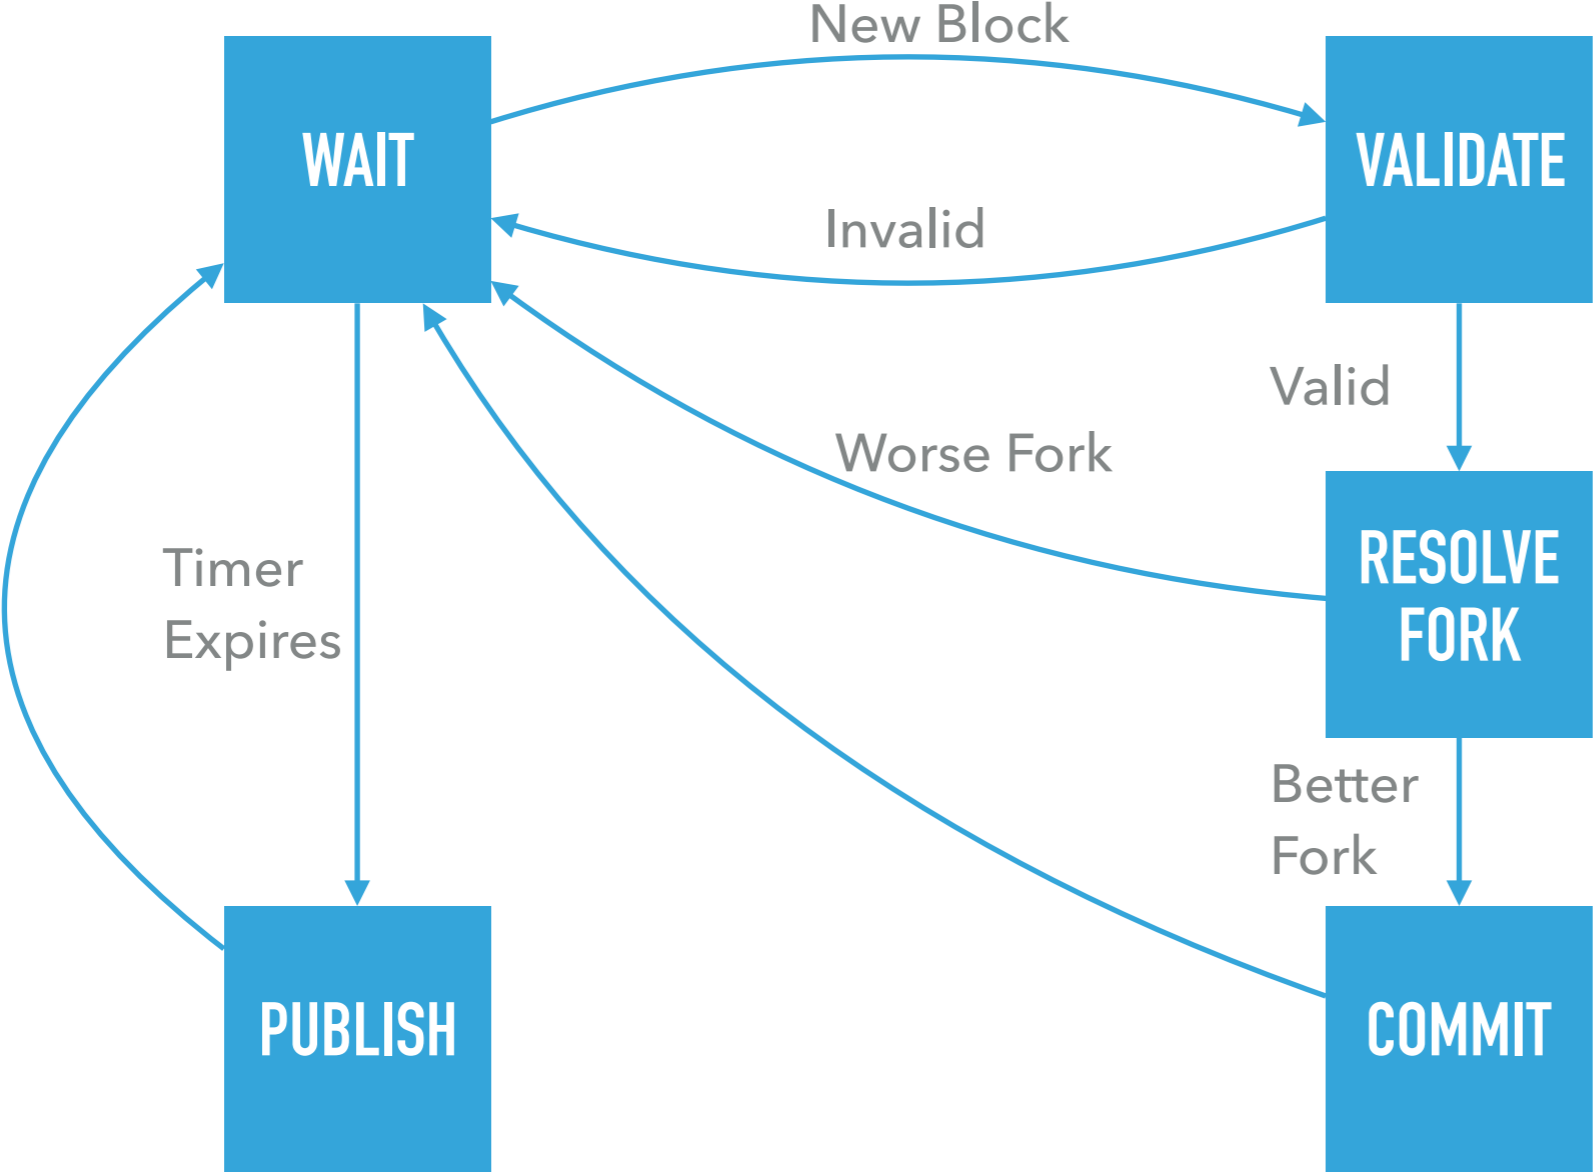 New Block
WAIT
VALIDATE
Invalid
Valid
Worse Fork
RESOLVE
FORK
Timer
Expires
Better
Fork
PUBLISH
COMMIT